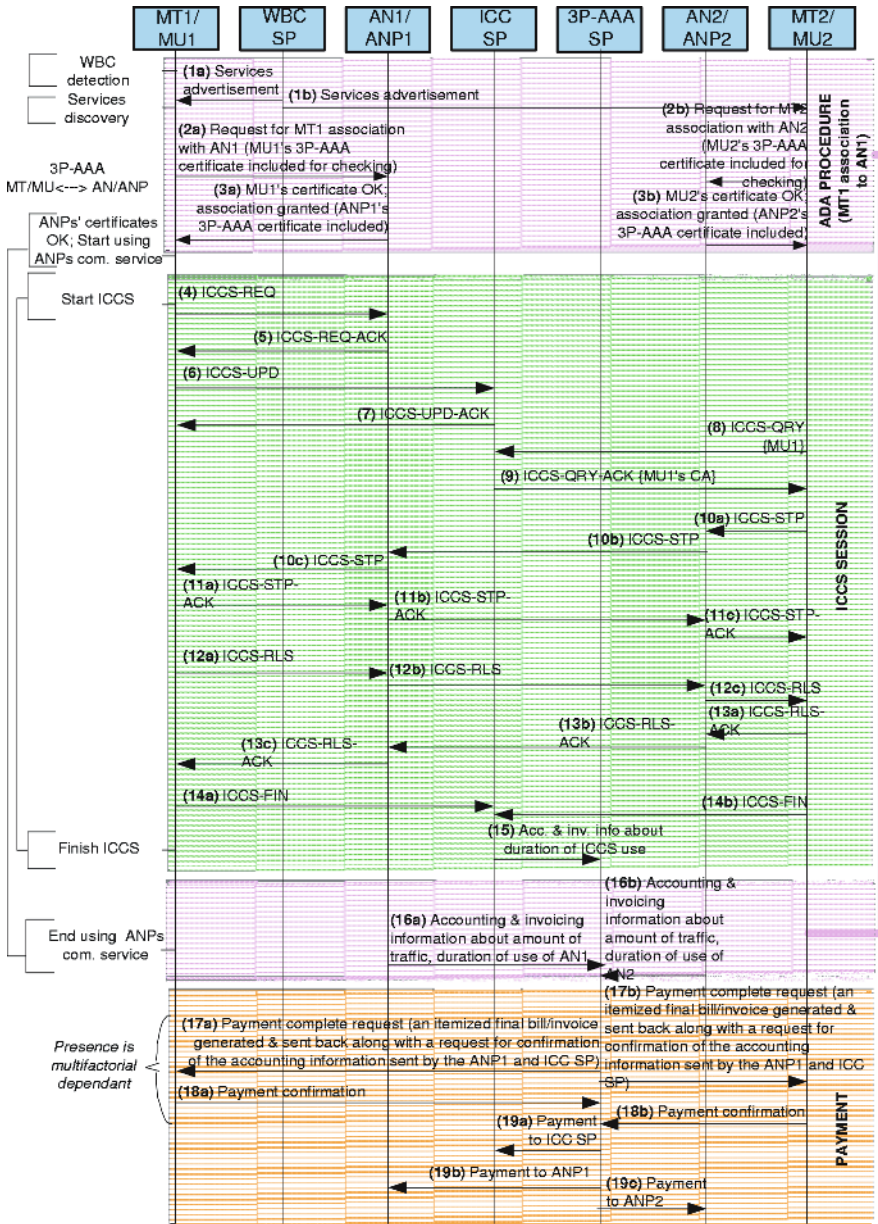 MT1/
MU1
WBC
SP
AN1/
ANP1
ICC
SP
3P-AAA
SP
AN2/
ANP2
MT2/
MU2
WBC
detection
Services
discovery
(1a) Services
advertisement
(1b) Services advertisement
(2a) Request for MT1 association
with AN1 (MU1's 3P-AAA
certificate included for checking)
(2b) Request for MT2
association with AN2
(MU2's 3P-AAA
certificate included for
checking)
3P-AAA
MT/MU<---> AN/ANP
(3a) MU1's certificate OK;
association granted (ANP1's
3P-AAA certificate included)
(3b) MU2's certificate OK;
association granted (ANP2's
3P-AAA certificate included)
ADA PROCEDURE
(MT1 association
to AN1)
ANPs' certificates
OK; Start using
ANPs com. service
Start ICCS
(4) ICCS-REQ
(5) ICCS-REQ-ACK
(6) ICCS-UPD
(7) ICCS-UPD-ACK
(8) ICCS-QRY
{MU1}
(9) ICCS-QRY-ACK {MU1's CA}
(10a) ICCS-STP
(10b) ICCS-STP
(10c) ICCS-STP
(11a) ICCS-STP-
ACK
(11b) ICCS-STP-
ACK
(11c) ICCS-STP-
ACK
ICCS SESSION
(12a) ICCS-RLS
(12b) ICCS-RLS
(12c) ICCS-RLS
(13a) ICCS-RLS-
ACK
(13b) ICCS-RLS-
ACK
(13c) ICCS-RLS-
ACK
(14a) ICCS-FIN
(14b) ICCS-FIN
(15) Acc. & inv. info about
duration of ICCS use
Finish ICCS
End using ANPs
com. service
(16a) Accounting & invoicing
information about amount of
traffic, duration of use of AN1
(16b) Accounting &
invoicing
information about
amount of traffic,
duration of use of
AN2
Presence is
multifactorial
dependant
(17a) Payment complete request (an itemized final bill/invoice
generated & sent back along with a request for confirmation
of the accounting information sent by the ANP1 and ICC SP)
(17b) Payment complete request (an
itemized final bill/invoice generated &
sent back along with a request for
confirmation of the accounting
information sent by the ANP1 and ICC
SP)
(18a) Payment confirmation
(18b) Payment confirmation
(19a) Payment
to ICC SP
(19b) Payment to ANP1
(19c) Payment
to ANP2
PAYMENT